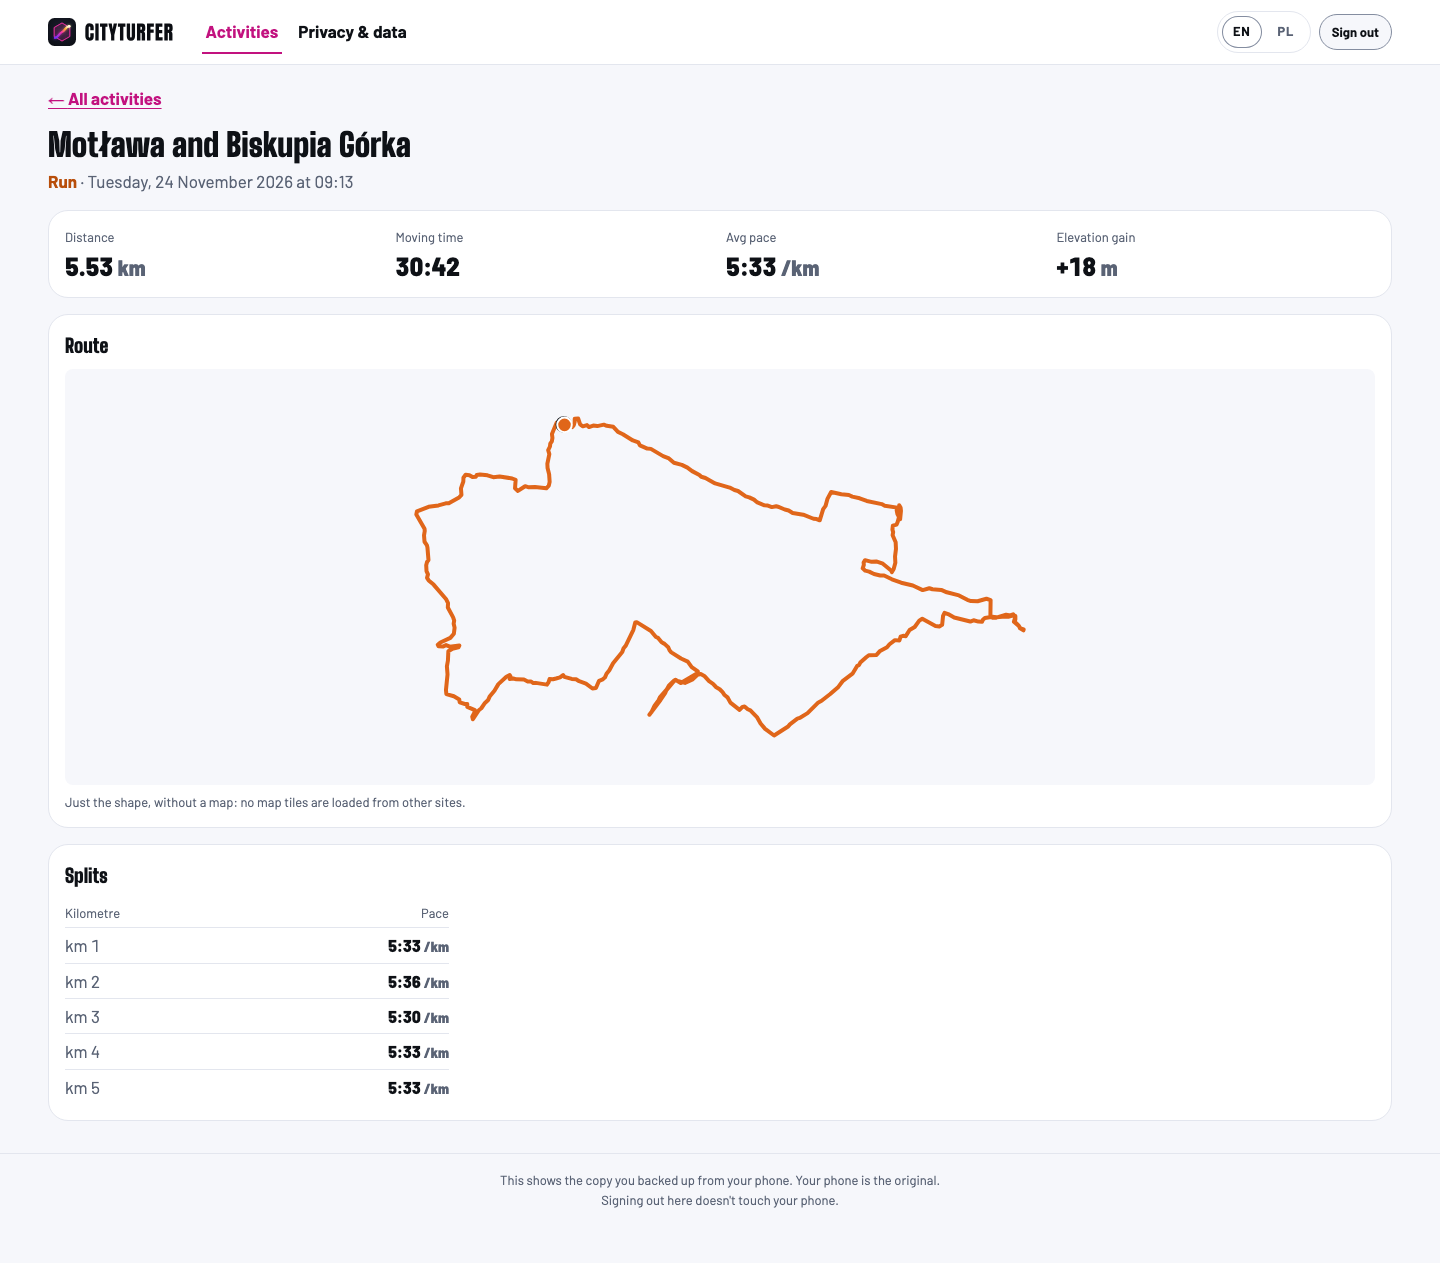 CITYTURFER Activities Privacy & data EN PL Sign out
← All activities
Motława and Biskupia Górka
Run · Tuesday, 24 November 2026 at 09:13
Distance Moving time Avg pace Elevation gain
5.53 km 30:42 5:33 /km +18 m
Route
Just the shape, without a map: no map tiles are loaded from other sites.
Splits
Kilometre Pace
km 1 5:33 /km
km 2 5:36 /km
km 3 5:30 /km
km 4 5:33 /km
km 5 5:33 /km
This shows the copy you backed up from your phone. Your phone is the original.
Signing out here doesn't touch your phone.